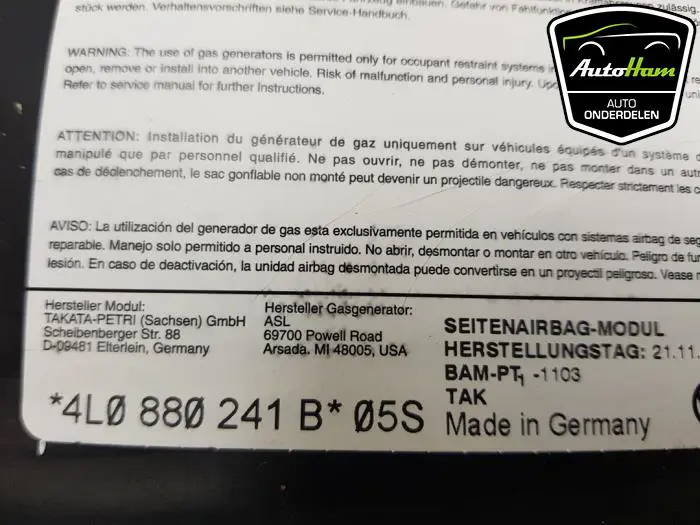 stück werden. Verhaltensvorschriften siehe Service-Handbuch.
WARNING: The use of gas generators is permitted only for occupant restraint systems
open, remove or install into another vehicle. Risk of malfunction and personal injury.
Refer to service manual for further Instructions.
ATTENTION: Installation du générateur de gaz uniquement sur véhicules équipés d'un système
manipulé que par personnel qualifié. Ne pas ouvrir, ne pas démonter, ne pas monter dans un
cas de déclenchement, le sac gonflable non monté peut devenir un projectile dangereux. Respecter strictement les
AVISO: La utilización del generador de gas esta exclusivamente permitida en vehículos con sistemas airbag de
reparable. Manejo solo permitido a personal instruido. No abrir, desmontar o montar en otro vehículo. Peligro de
lesión. En caso de deactivación, la unidad airbag desmontada puede convertirse en un proyectil peligroso. Vease
Hersteller Modul:
TAKATA-PETRI (Sachsen) GmbH
Scheibenberger Str. 88
D-09481 Elterlein, Germany
Hersteller Gasgenerator:
ASL
69700 Powell Road
Arsada. MI 48005, USA
SEITENAIRBAG-MODUL
HERSTELLUNGSTAG: 21.11.
BAM-PT1 -1103
TAK
Made in Germany
*4L0 880 241 B* 05S
AutoHam
AUTO
ONDERDELEN